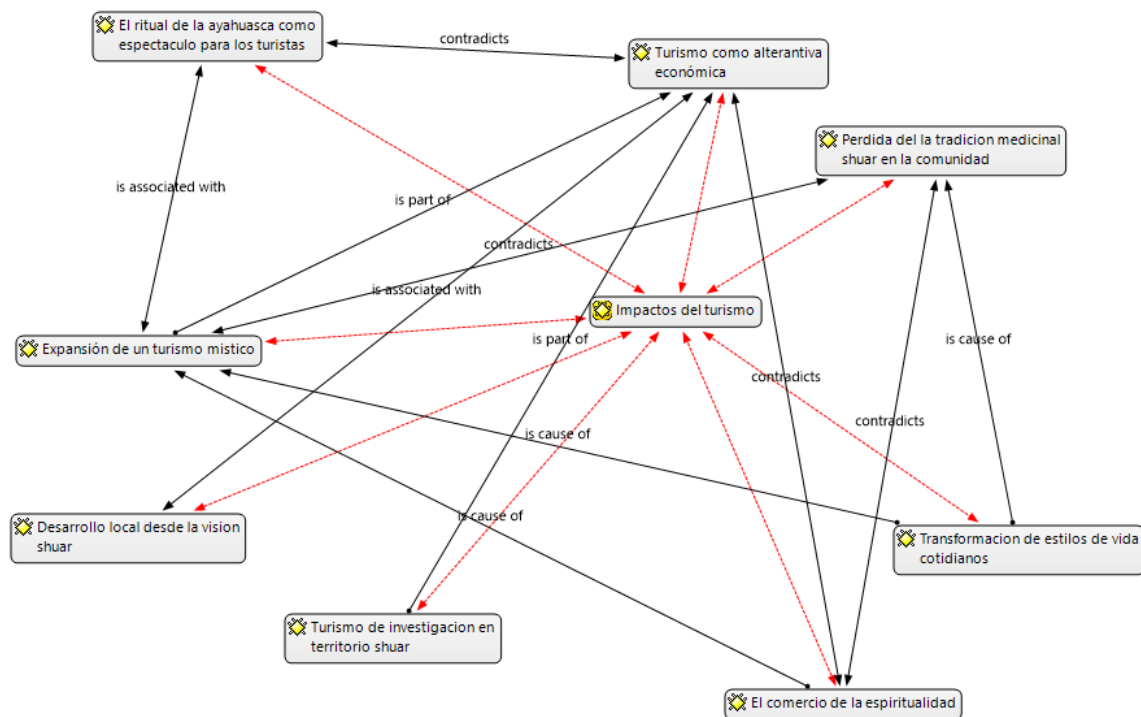 El ritual de la ayahuasca como
espectaculo para los turistas
contradicts
Turismo como alterantiva
económica
Perdida del la tradicion medicinal
shuar en la comunidad
is associated with
is part of
contradicts
is associated with
Impactos del turismo
is part of
is cause of
Expansión de un turismo mistico
contradicts
contradicts
is cause of
is cause of
Desarrollo local desde la vision
shuar
Transformacion de estilos de vida
cotidianos
Turismo de investigacion en
territorio shuar
El comercio de la espiritualidad